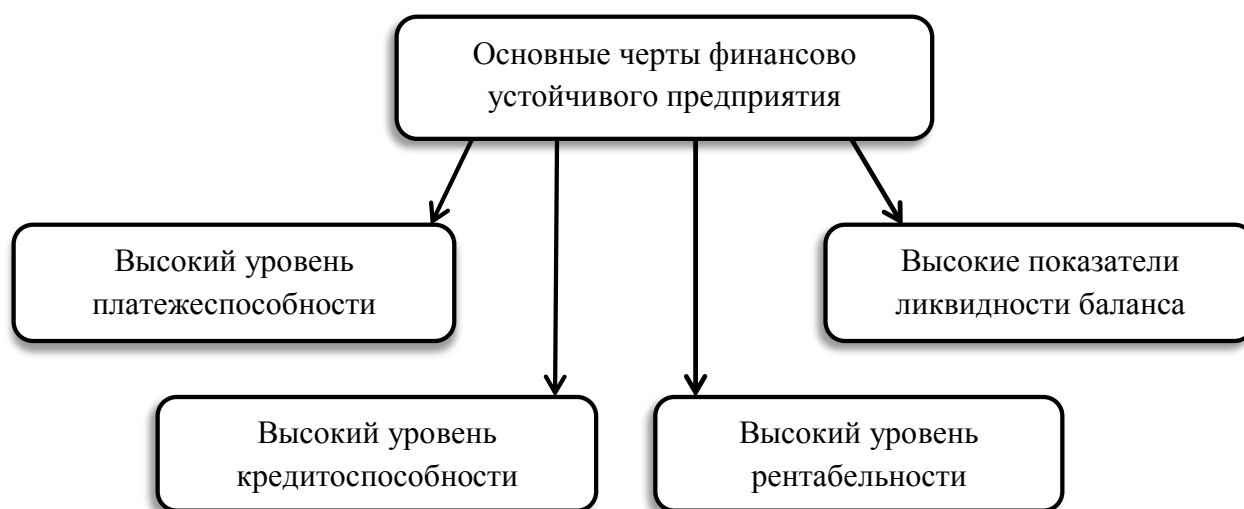 Основные черты финансово
устойчивого предприятия
Высокий уровень
платежеспособности
Высокие показатели
ликвидности баланса
Высокий уровень
кредитоспособности
Высокий уровень
рентабельности